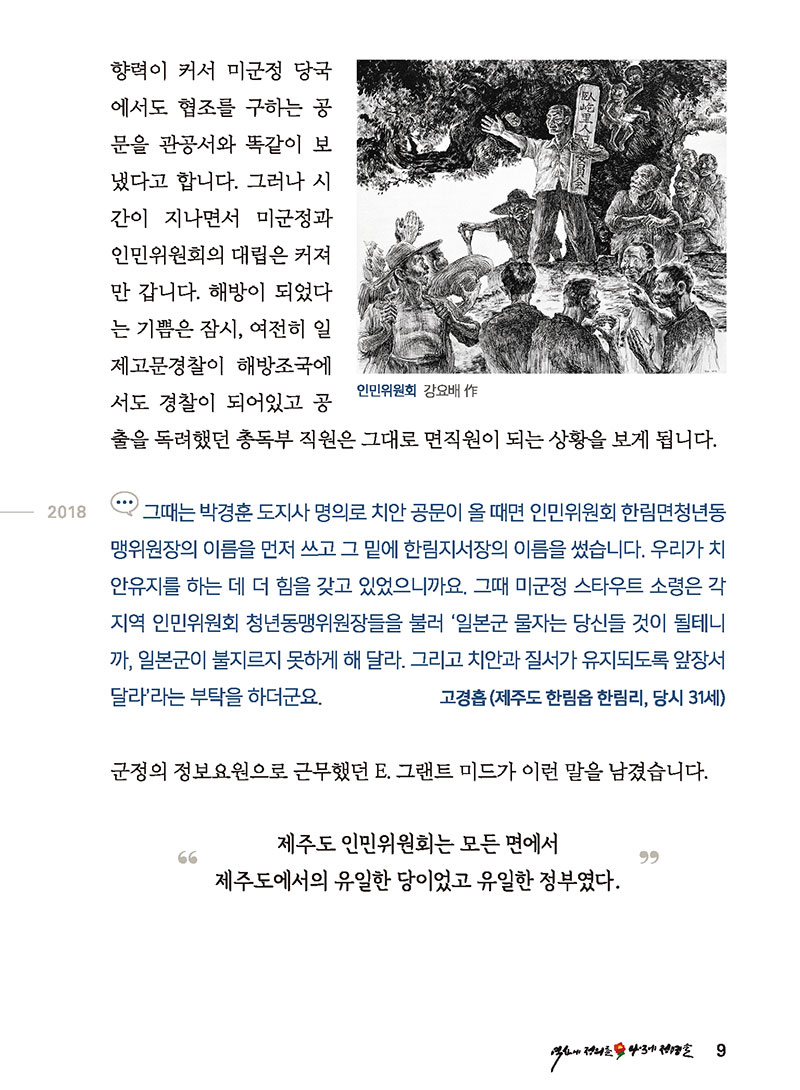 향력이 커서 미군정 당국
에서도 협조를 구하는 공
문을 관공서와 똑같이 보
냈다고 합니다. 그러나 시
간이 지나면서 미군정과
인민위원회의 대립은 커져
만 갑니다. 해방이 되었다
는 기쁨은 잠시, 여전히 일
제고문경찰이 해방조국에
서도 경찰이 되어있고 공
출을 독려했던 총독부 직원은 그대로 면직원이 되는 상황을 보게 됩니다.
인민위원회 강요배 作
2018
그때는 박경훈 도지사 명의로 치안 공문이 올 때면 인민위원회 한림면청년동
맹위원장의 이름을 먼저 쓰고 그 밑에 한림지서장의 이름을 썼습니다. 우리가 치
안유지를 하는 데 더 힘을 갖고 있었으니까요. 그때 미군정 스타우트 소령은 각
지역 인민위원회 청년동맹위원장들을 불러 ‘일본군 물자는 당신들 것이 될테니
까, 일본군이 불지르지 못하게 해 달라. 그리고 치안과 질서가 유지되도록 앞장서
달라’라는 부탁을 하더군요.
고경흡 (제주도 한림읍 한림리, 당시 31세)
군정의 정보요원으로 근무했던 E. 그랜트 미드가 이런 말을 남겼습니다.
“ 제주도 인민위원회는 모든 면에서
제주도에서의 유일한 당이었고 유일한 정부였다. ”
9